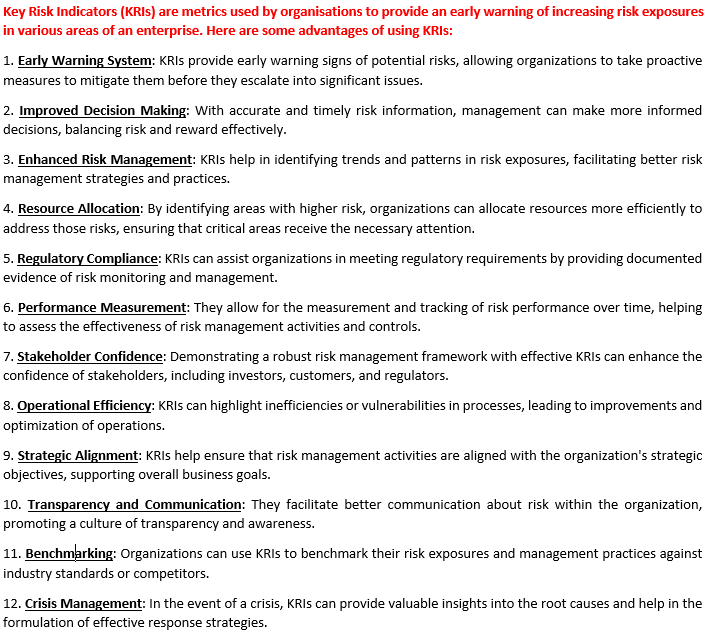 Key Risk Indicators (KRIs) are metrics used by organisations to provide an early warning of increasing risk exposures
in various areas of an enterprise. Here are some advantages of using KRIs:
1. Early Warning System: KRIs provide early warning signs of potential risks, allowing organizations to take proactive
measures to mitigate them before they escalate into significant issues.
2. Improved Decision Making: With accurate and timely risk information, management can make more informed
decisions, balancing risk and reward effectively.
3. Enhanced Risk Management: KRIs help in identifying trends and patterns in risk exposures, facilitating better risk
management strategies and practices.
4. Resource Allocation: By identifying areas with higher risk, organizations can allocate resources more efficiently to
address those risks, ensuring that critical areas receive the necessary attention.
5. Regulatory Compliance: KRIs can assist organizations in meeting regulatory requirements by providing documented
evidence of risk monitoring and management.
6. Performance Measurement: They allow for the measurement and tracking of risk performance over time, helping
to assess the effectiveness of risk management activities and controls.
7. Stakeholder Confidence: Demonstrating a robust risk management framework with effective KRIs can enhance the
confidence of stakeholders, including investors, customers, and regulators.
8. Operational Efficiency: KRIs can highlight inefficiencies or vulnerabilities in processes, leading to improvements and
optimization of operations.
9. Strategic Alignment: KRIs help ensure that risk management activities are aligned with the organization's strategic
objectives, supporting overall business goals.
10. Transparency and Communication: They facilitate better communication about risk within the organization,
promoting a culture of transparency and awareness.
11. Benchmarking: Organizations can use KRIs to benchmark their risk exposures and management practices against
industry standards or competitors.
12. Crisis Management: In the event of a crisis, KRIs can provide valuable insights into the root causes and help in the
formulation of effective response strategies.